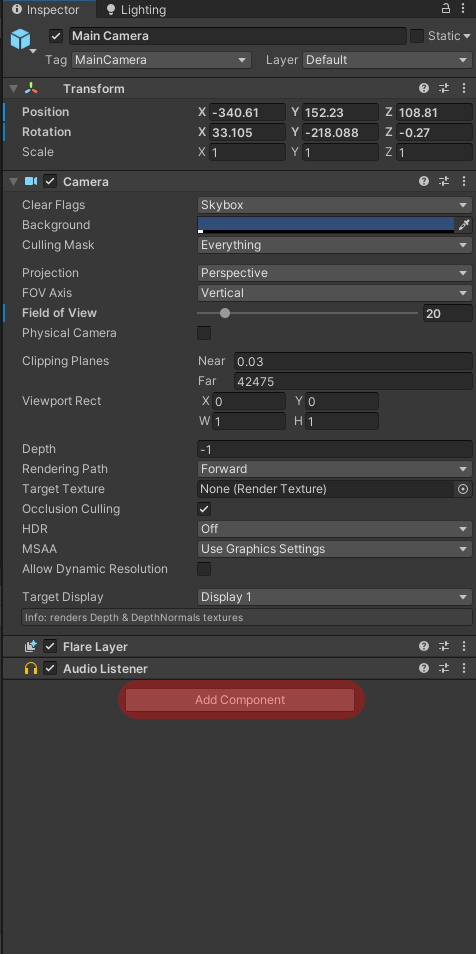 Inspector Lighting
Main Camera Static
Tag MainCamera Layer Default
Transform
Position X -340.61 Y 152.23 Z 108.81
Rotation X 33.105 Y -218.088 Z -0.27
Scale X 1 Y 1 Z 1
Camera
Clear Flags Skybox
Background
Culling Mask Everything
Projection Perspective
FOV Axis Vertical
Field of View 20
Physical Camera
Clipping Planes Near 0.03
Far 42475
Viewport Rect X 0 Y 0
W 1 H 1
Depth -1
Rendering Path Forward
Target Texture None (Render Texture)
Occlusion Culling
HDR Off
MSAA Use Graphics Settings
Allow Dynamic Resolution
Target Display Display 1
Info: renders Depth & DepthNormals textures
Flare Layer
Audio Listener
Add Component